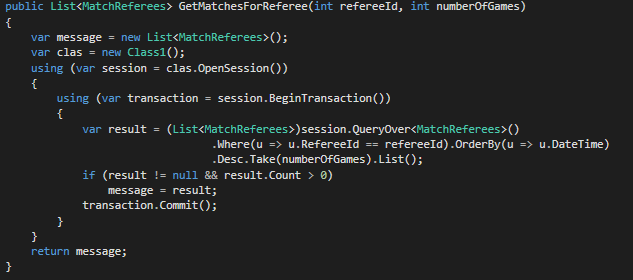 public List<MatchReferees> GetMatchesForReferee(int refereeId, int numberOfGames)
{
    var message = new List<MatchReferees>();
    var clas = new Class1();
    using (var session = clas.OpenSession())
    {
        using (var transaction = session.BeginTransaction())
        {
            var result = (List<MatchReferees>)session.QueryOver<MatchReferees>()
                                .Where(u => u.RefereeId == refereeId).OrderBy(u => u.DateTime)
                                .Desc.Take(numberOfGames).List();
            if (result != null && result.Count > 0)
                message = result;
            transaction.Commit();
        }
    }
    return message;
}